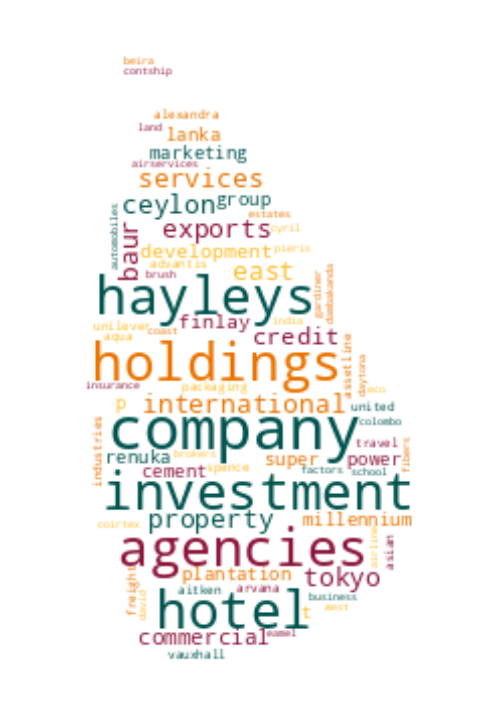 beira
contship
alexandra
land
lanka
marketing
airservices
services
ceylon
group
automobiles
estates
baur
exports
cyril
development
pieris
advantis
east
brush
gardiner
dambakanda
hayleys
unilever
finlay
india
coast
aqua
credit
assetline
holdings
daytona
insurance
packaging
eco
p
international
united
industries
company
colombo
travel
fibers
renuka
brokers
super
power
cement
spence
factors
school
investment
property
millennium
coirtex
agencies
airline
asian
plantation
tokyo
freight
david
aitken
arvana
business
hotel
t
west
commercial
eamel
vauxhall